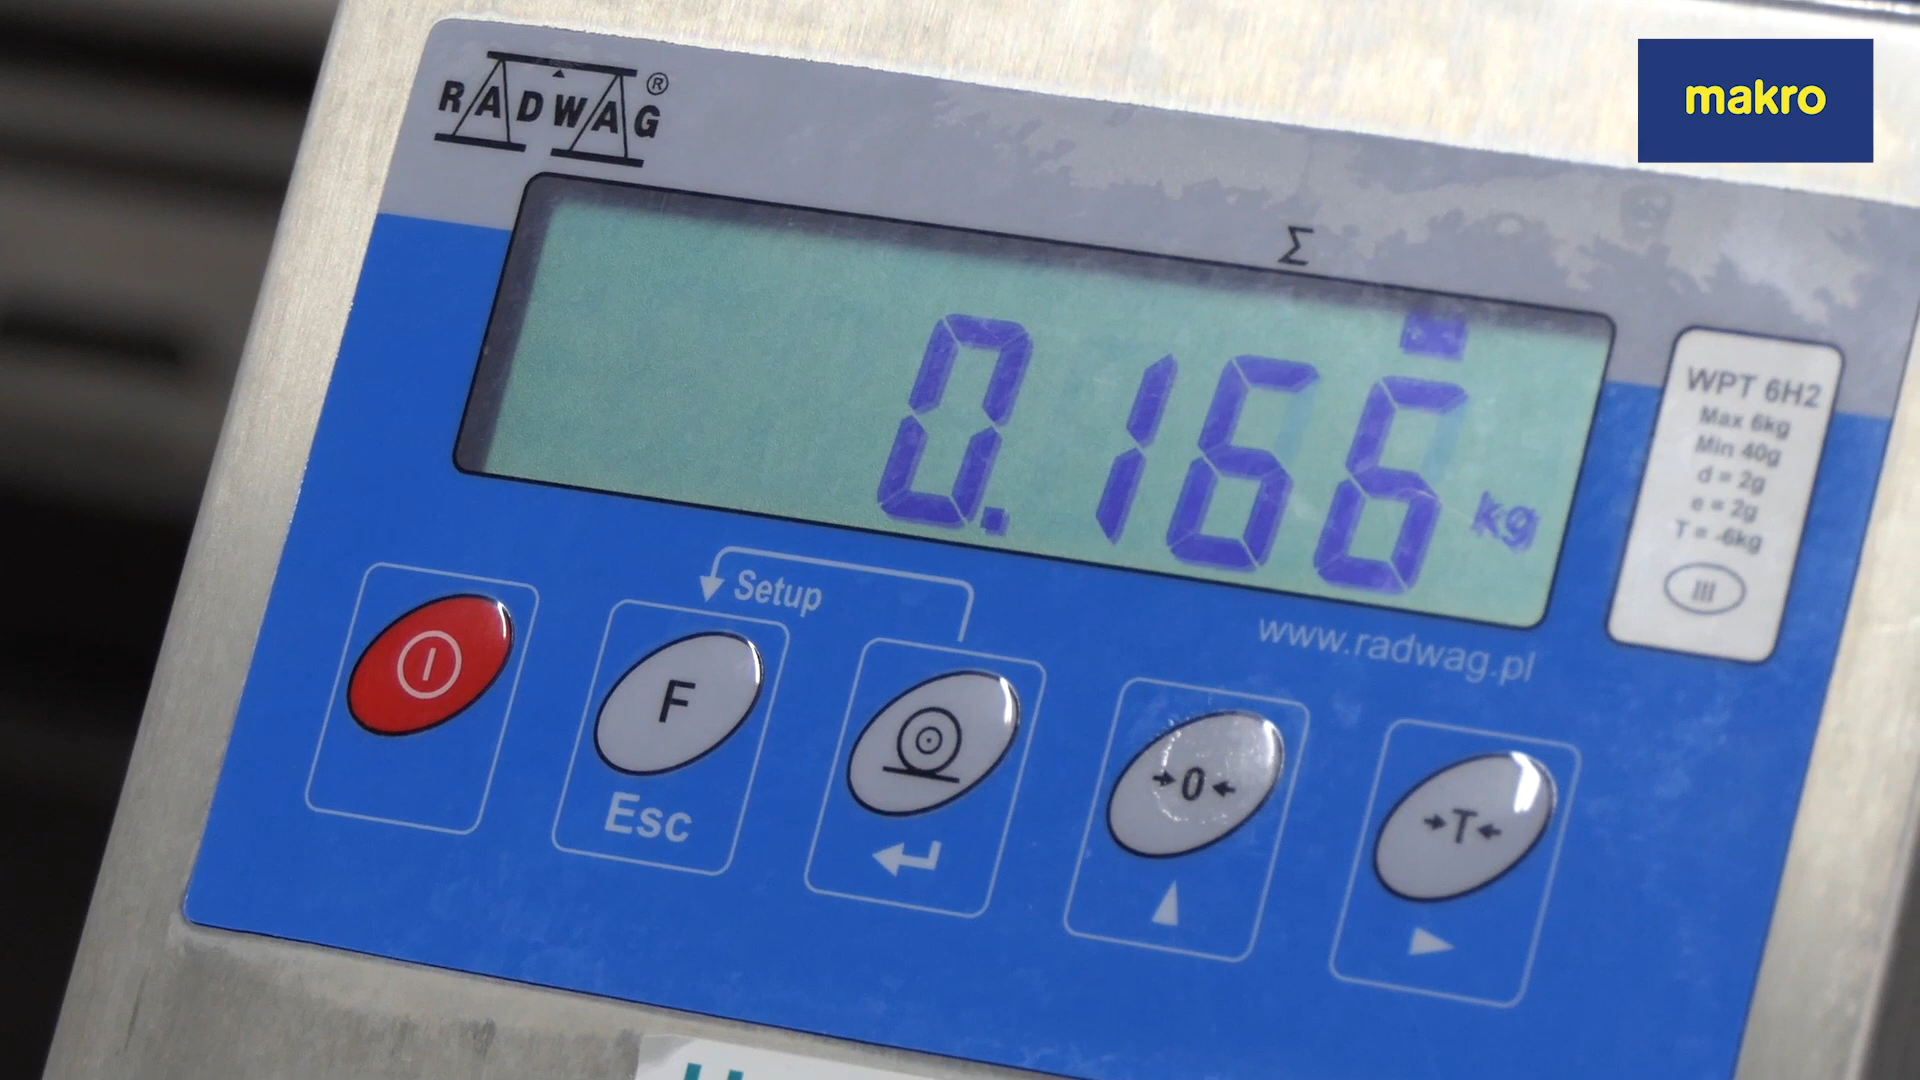 RADWAG®
makro
Σ
0.166 kg
WPT 6H2
Max 6kg
Min 40g
d = 2g
e = 2g
T = -6kg
III
www.radwag.pl
Setup
F
Esc
→0←
→T←